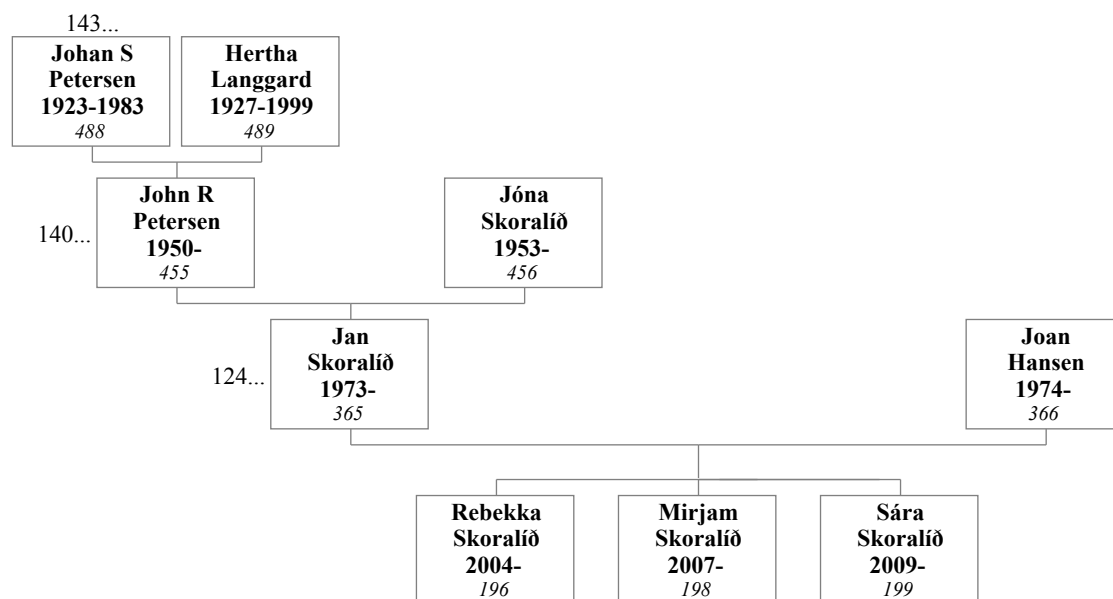 143...
Johan S
Petersen
1923-1983
488
Hertha
Langgard
1927-1999
489
140...
John R
Petersen
1950-
455
Jóna
Skoralíð
1953-
456
124...
Jan
Skoralíð
1973-
365
Joan
Hansen
1974-
366
Rebekka
Skoralíð
2004-
196
Mirjam
Skoralíð
2007-
198
Sára
Skoralíð
2009-
199